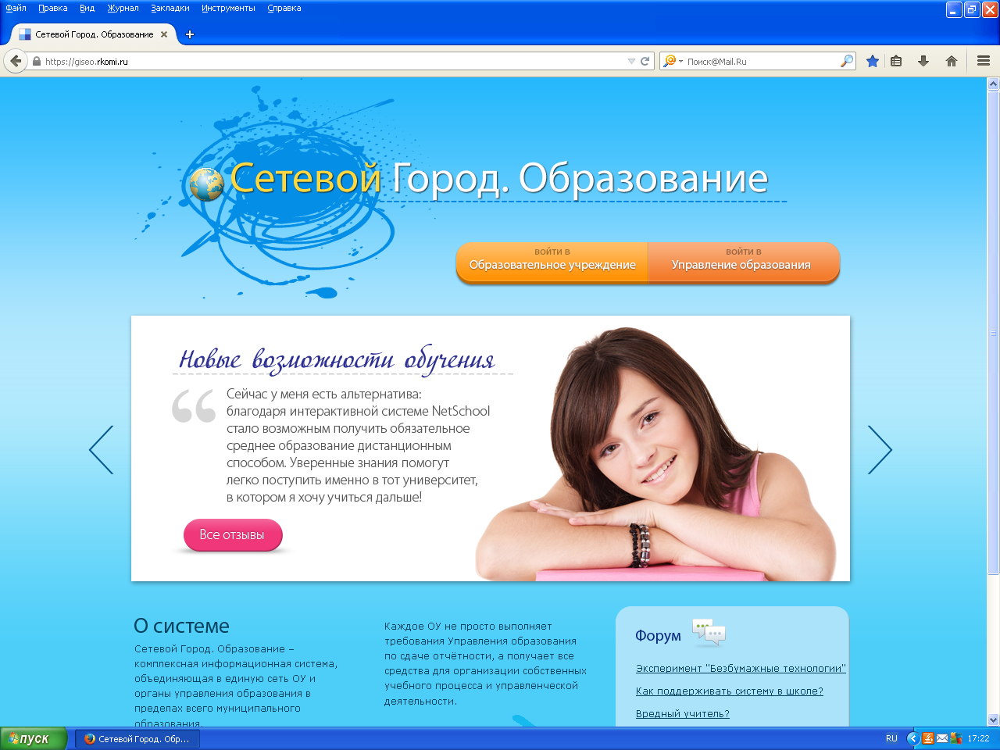 Файл Правка Вид Журнал Закладки Инструменты Справка
Сетевой Город. Образование
https://giseo.rkomi.ru
Поиск@Mail.Ru
Сетевой Город. Образование
войти в
Образовательное учреждение
войти в
Управление образования
Новые возможности обучения
Сейчас у меня есть альтернатива:
благодаря интерактивной системе NetSchool
стало возможным получить обязательное
среднее образование дистанционным
способом. Уверенные знания помогут
легко поступить именно в тот университет,
в котором я хочу учиться дальше!
Все отзывы
О системе
Сетевой Город. Образование –
комплексная информационная система,
объединяющая в единую сеть ОУ и
органы управления образования в
пределах всего муниципального
образования.
Каждое ОУ не просто выполняет
требования Управления образования
по сдаче отчётности, а получает все
средства для организации собственных
учебного процесса и управленческой
деятельности.
Форум
Эксперимент "Безбумажные технологии"
Как поддерживать систему в школе?
Вредный учитель?
пуск
Сетевой Город. Обр...
RU
17:22